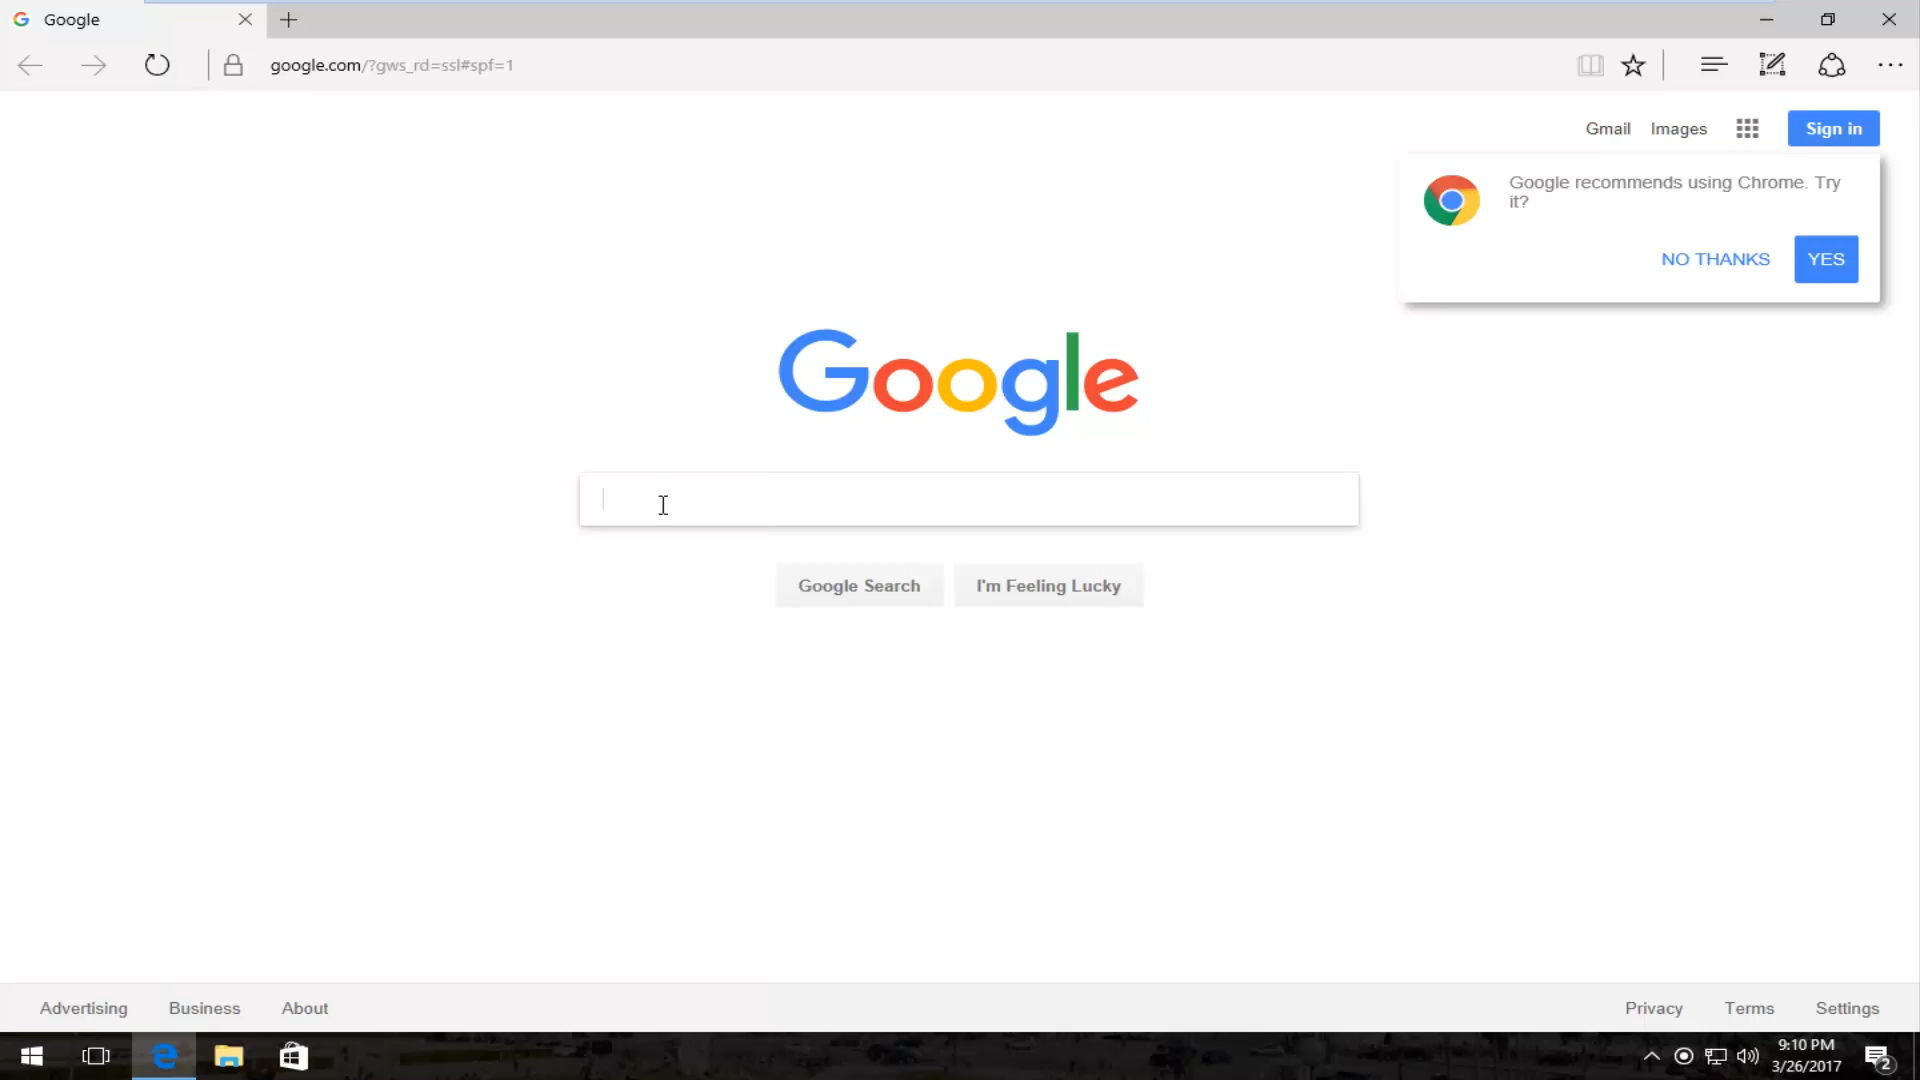 Google
google.com/?gws_rd=ssl#spf=1
Gmail Images Sign in
Google recommends using Chrome. Try
it?
NO THANKS YES
Google
Google Search I'm Feeling Lucky
Advertising Business About Privacy Terms Settings
9:10 PM
3/26/2017
2